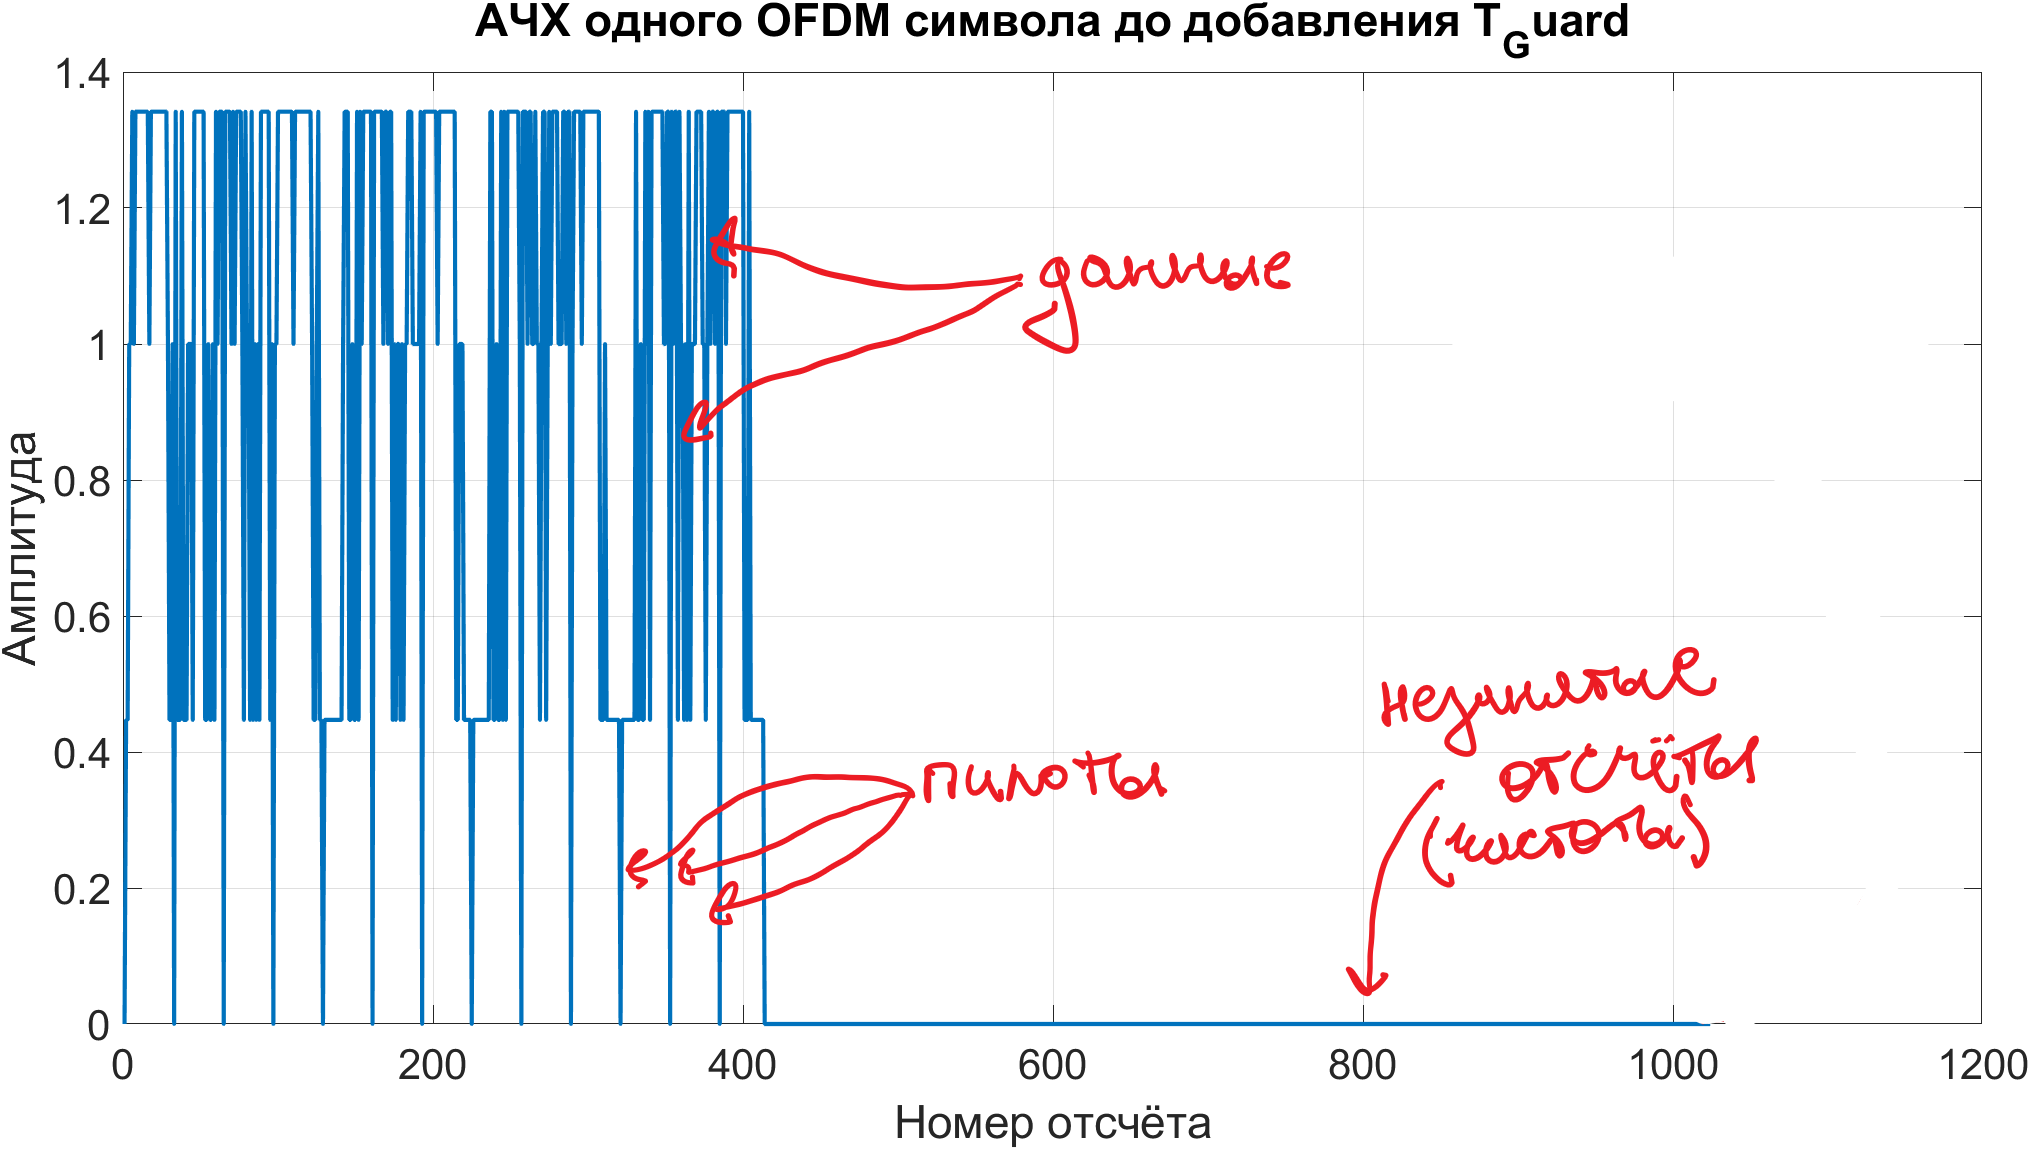 АЧХ одного OFDM символа до добавления T_Guard
1.4
1.2
1
0.8
0.6
0.4
0.2
0
Амплитуда
данные
пилоты
незанятые
отсчёты
(частоты)
0 200 400 600 800 1000 1200
Номер отсчёта